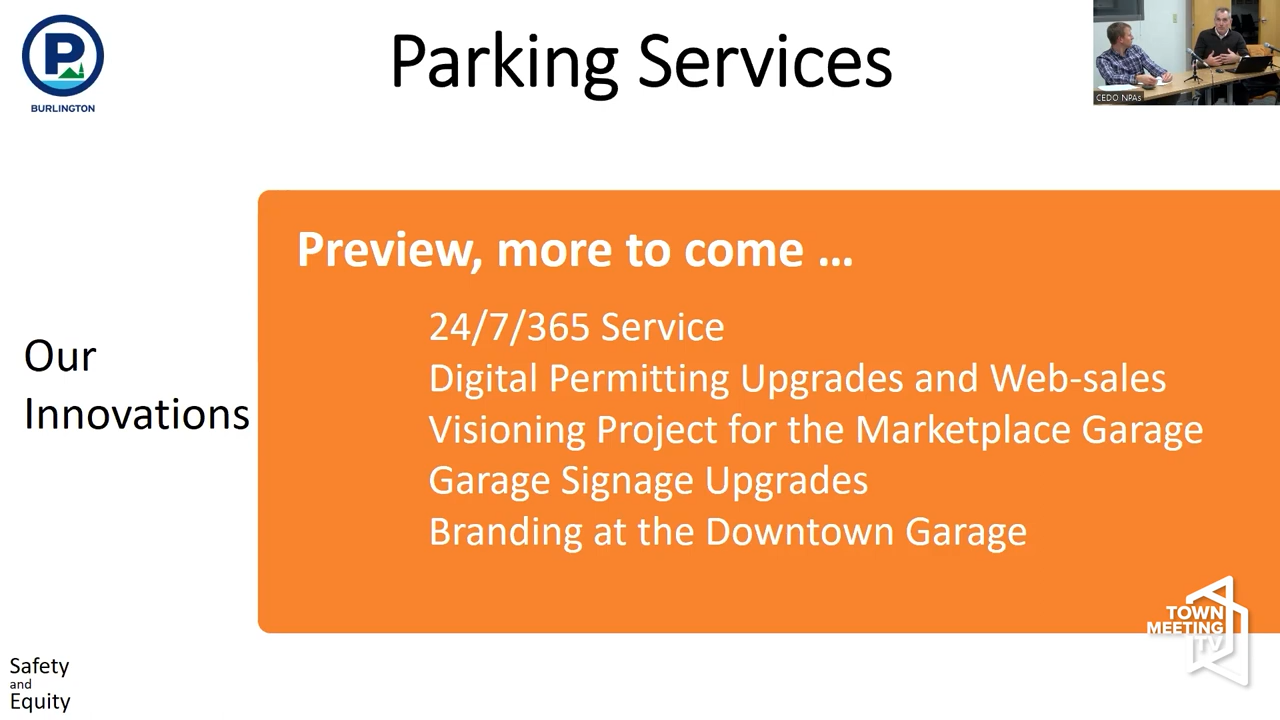 P
BURLINGTON
Parking Services
CEDO NPAs
Our
Innovations
Preview, more to come ...
24/7/365 Service
Digital Permitting Upgrades and Web-sales
Visioning Project for the Marketplace Garage
Garage Signage Upgrades
Branding at the Downtown Garage
TOWN
MEETING
TV
Safety
and
Equity